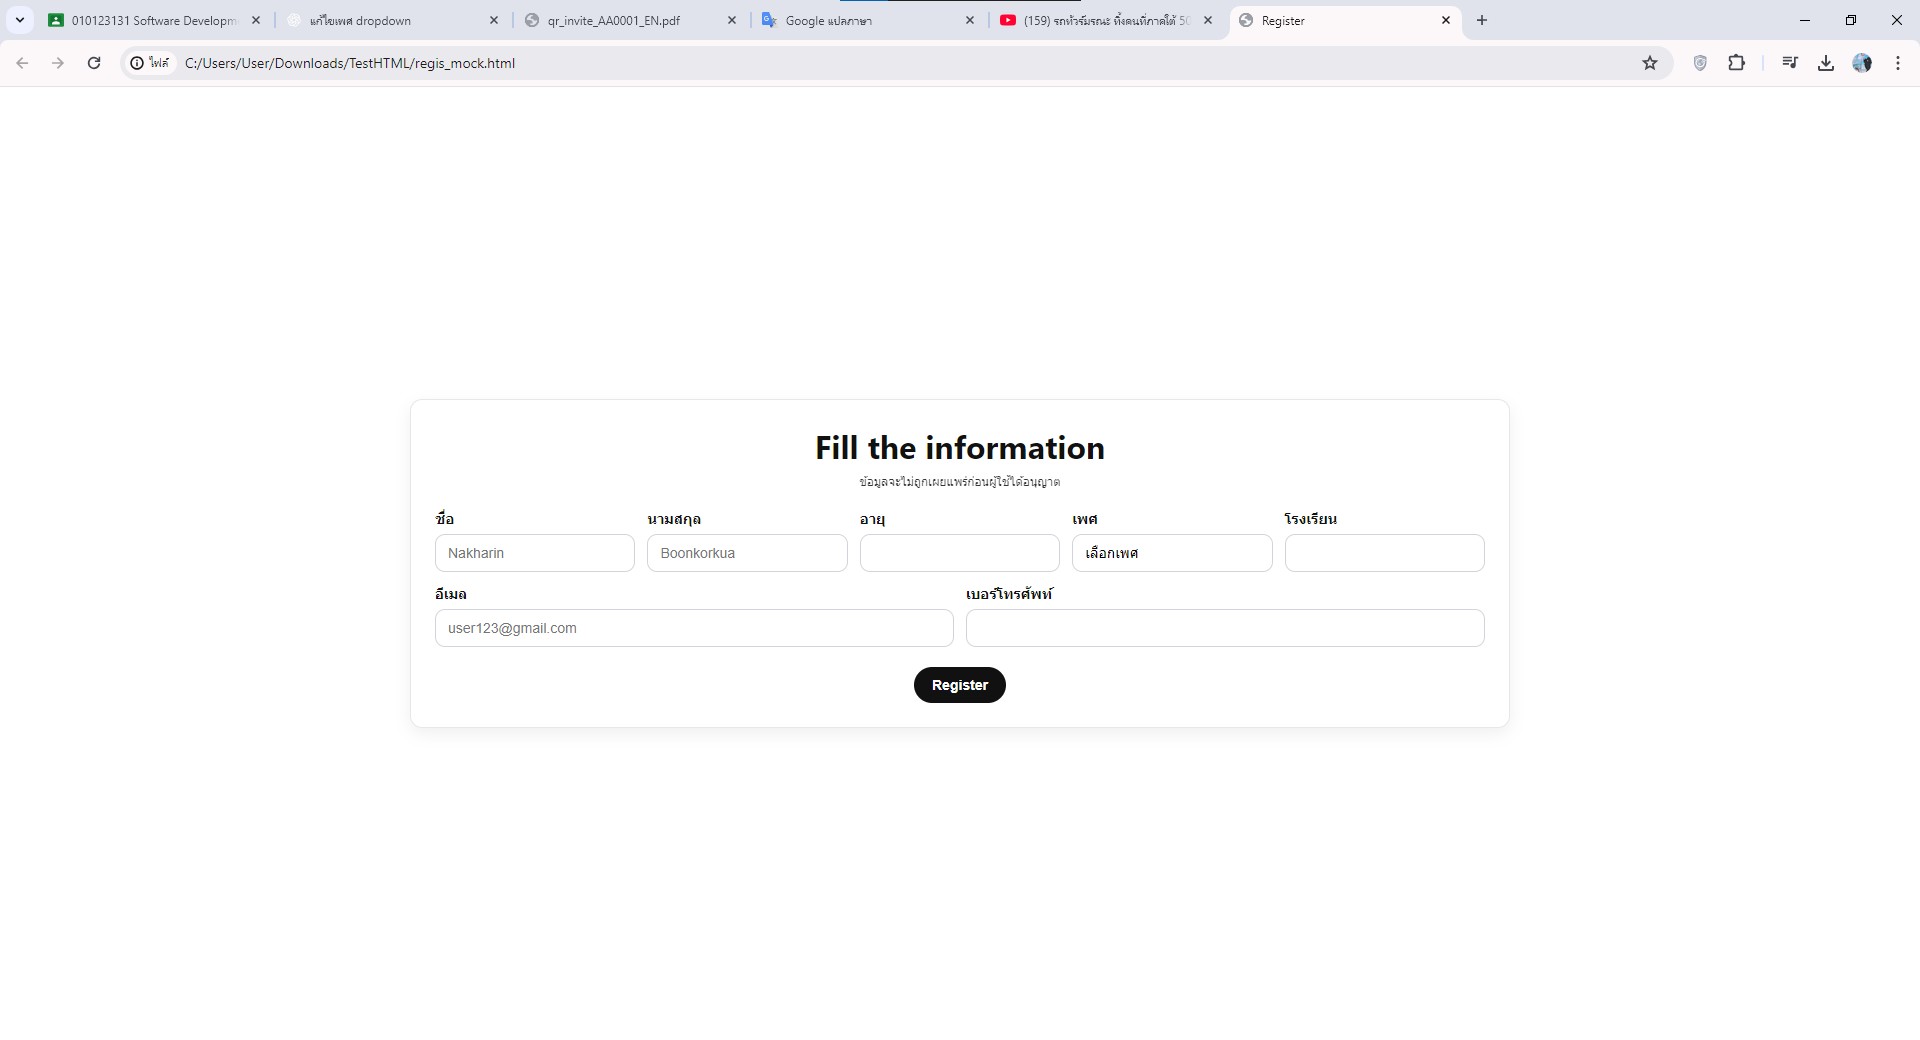 010123131 Software Developm
แก้ไขเพศ dropdown
qr_invite_AA0001_EN.pdf
Google แปลภาษา
(159) รถทัวร์มรณะ ทิ้งคนที่ภาคใต้ 50
Register
ไฟล์
C:/Users/User/Downloads/TestHTML/regis_mock.html
Fill the information
ข้อมูลจะไม่ถูกเผยแพร่ก่อนผู้ใช้ได้อนุญาต
ชื่อ นามสกุล อายุ เพศ โรงเรียน
Nakharin Boonkorkua เลือกเพศ
อีเมล เบอร์โทรศัพท์
user123@gmail.com
Register